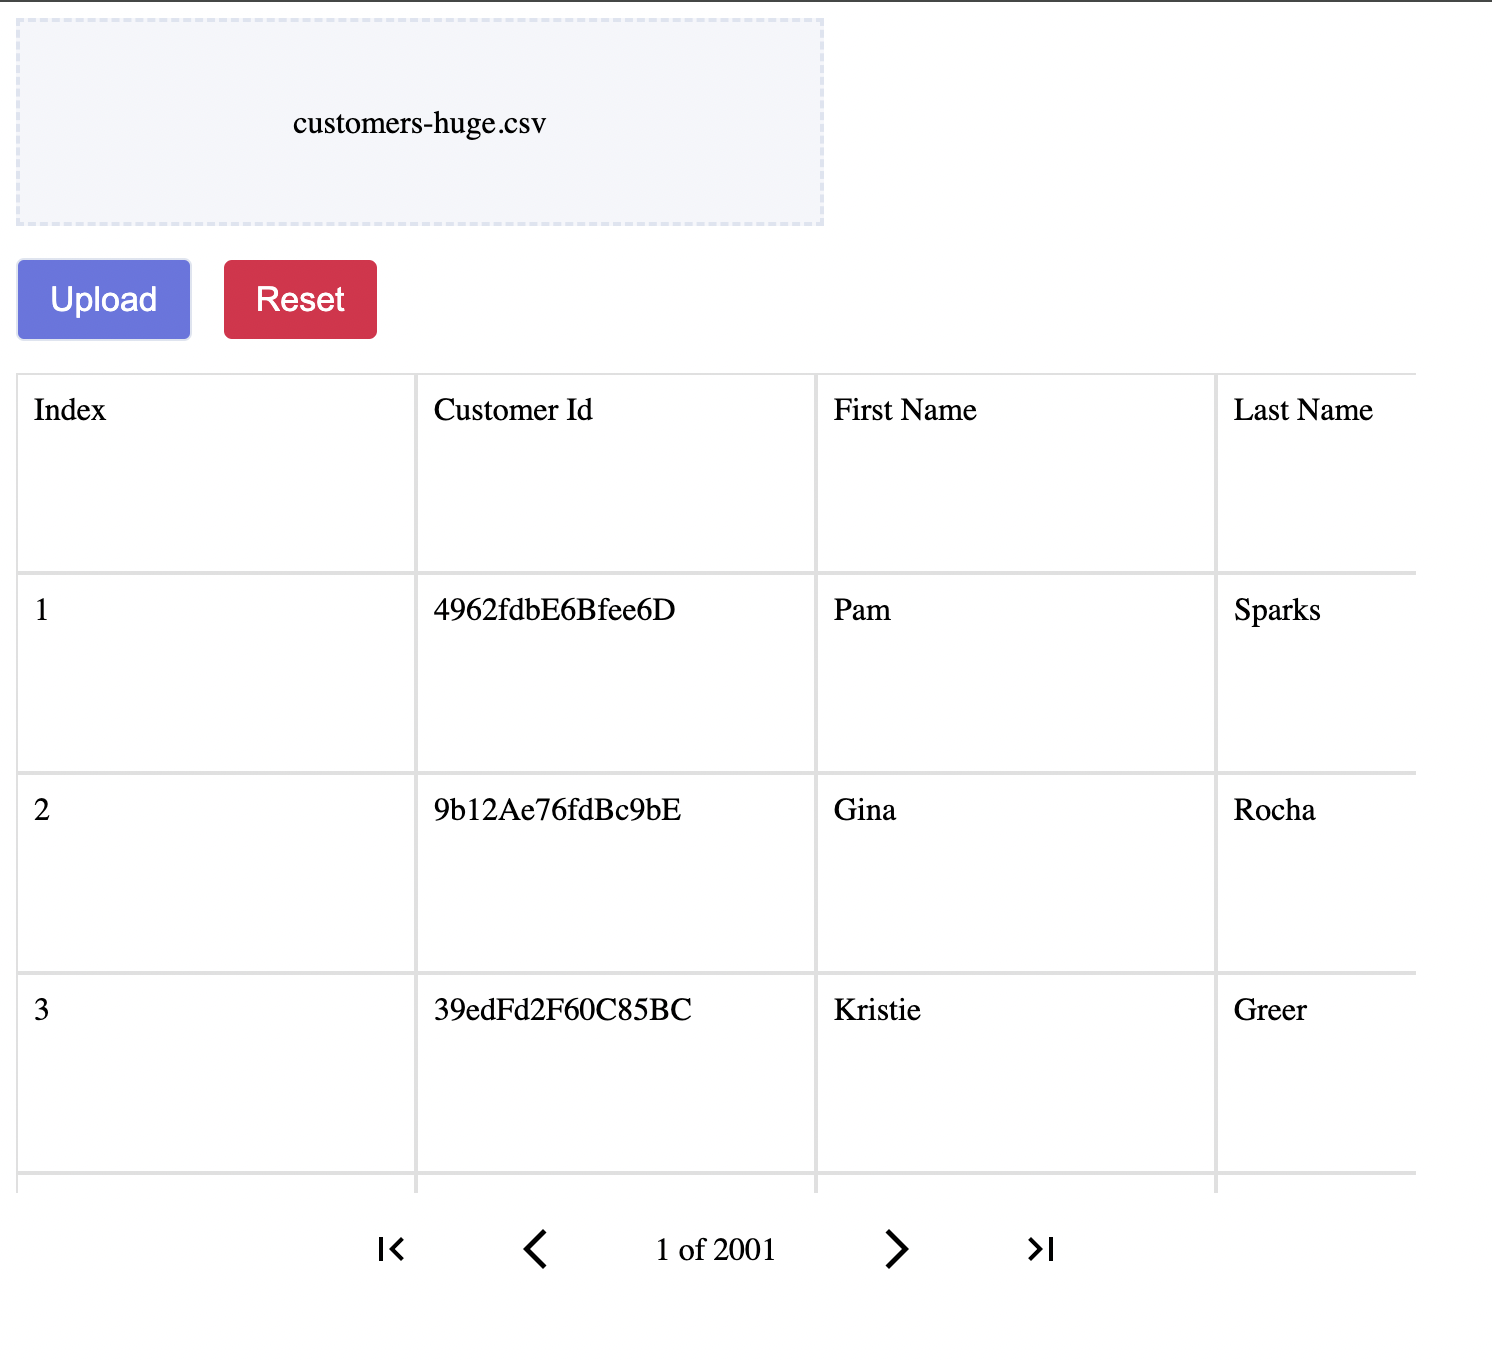 customers-huge.csv
Upload Reset
Index Customer Id First Name Last Name
1 4962fdbE6Bfee6D Pam Sparks
2 9b12Ae76fdBc9bE Gina Rocha
3 39edFd2F60C85BC Kristie Greer
1 of 2001